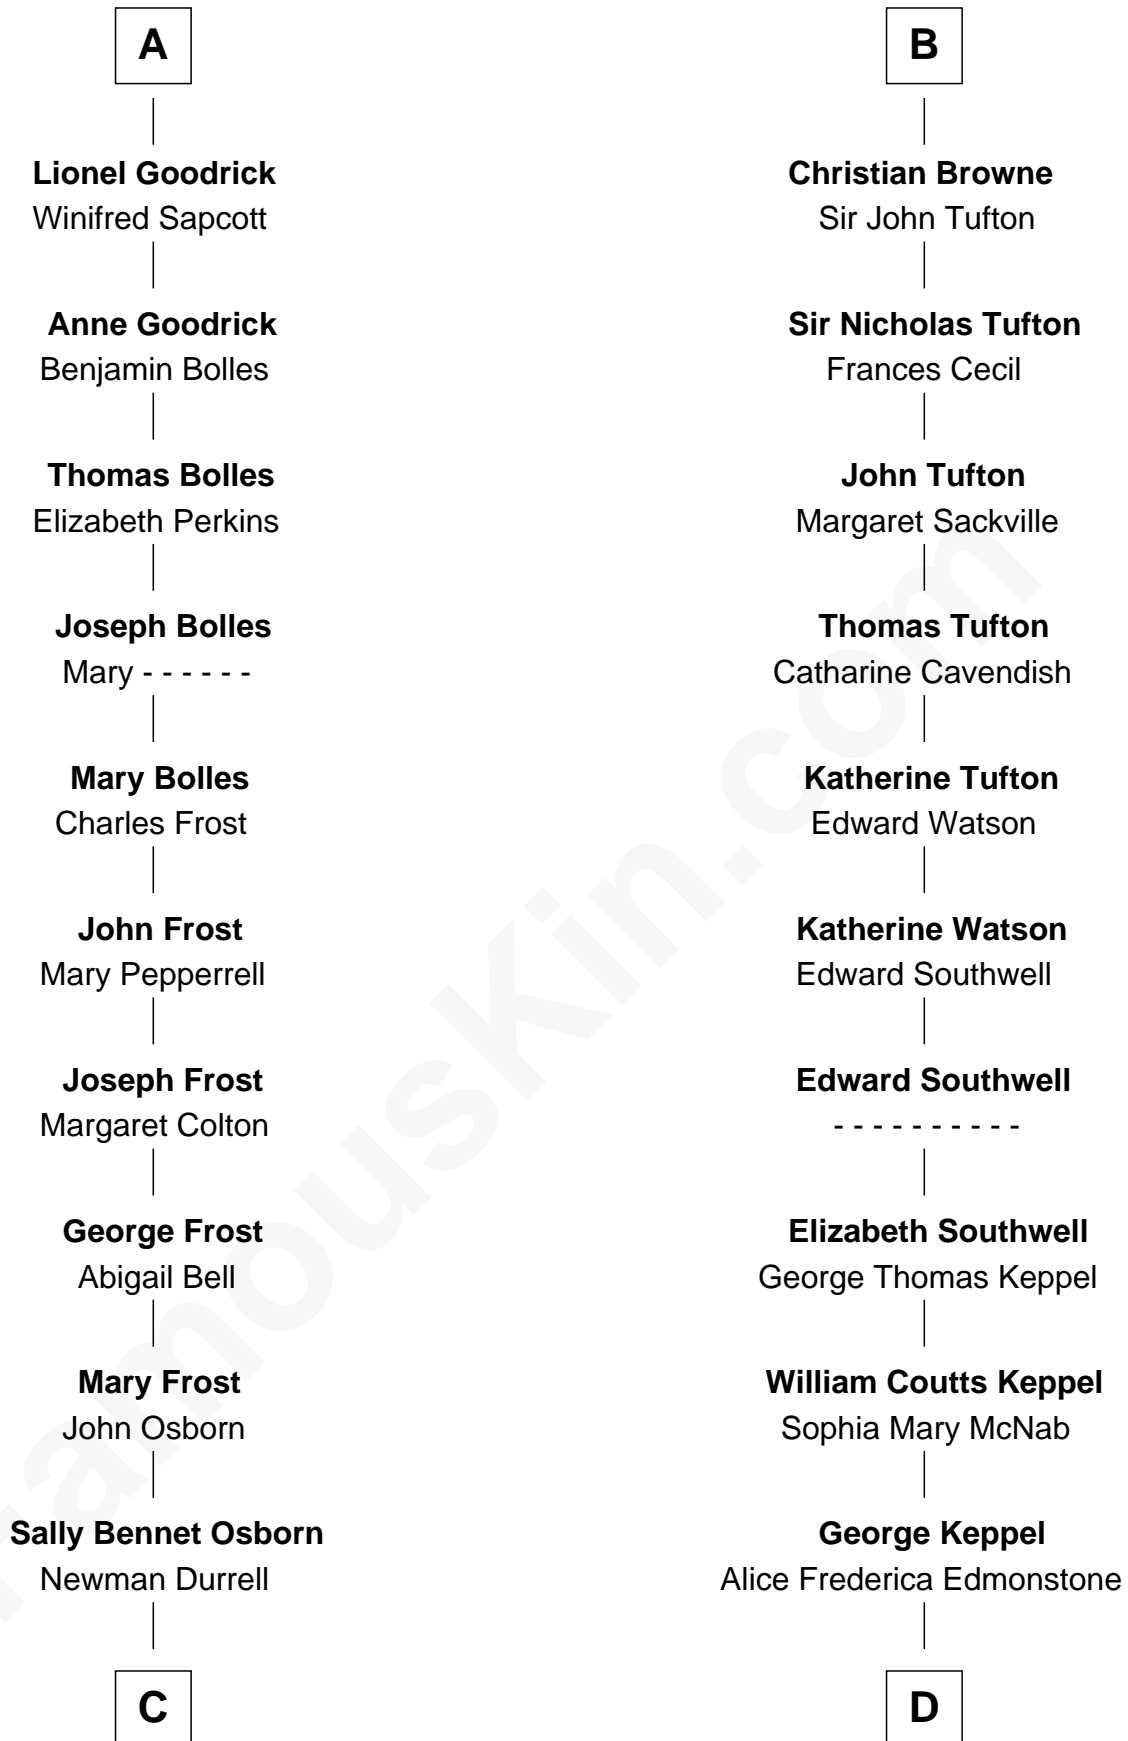 A
Lionel Goodrick
Winifred Sapcott
Anne Goodrick
Benjamin Bolles
Thomas Bolles
Elizabeth Perkins
Joseph Bolles
Mary - - - - - -
Mary Bolles
Charles Frost
John Frost
Mary Pepperrell
Joseph Frost
Margaret Colton
George Frost
Abigail Bell
Mary Frost
John Osborn
Sally Bennet Osborn
Newman Durrell
C
B
Christian Browne
Sir John Tufton
Sir Nicholas Tufton
Frances Cecil
John Tufton
Margaret Sackville
Thomas Tufton
Catharine Cavendish
Katherine Tufton
Edward Watson
Katherine Watson
Edward Southwell
Edward Southwell
- - - - - - - - - -
Elizabeth Southwell
George Thomas Keppel
William Coutts Keppel
Sophia Mary McNab
George Keppel
Alice Frederica Edmonstone
D
FamousKin.com